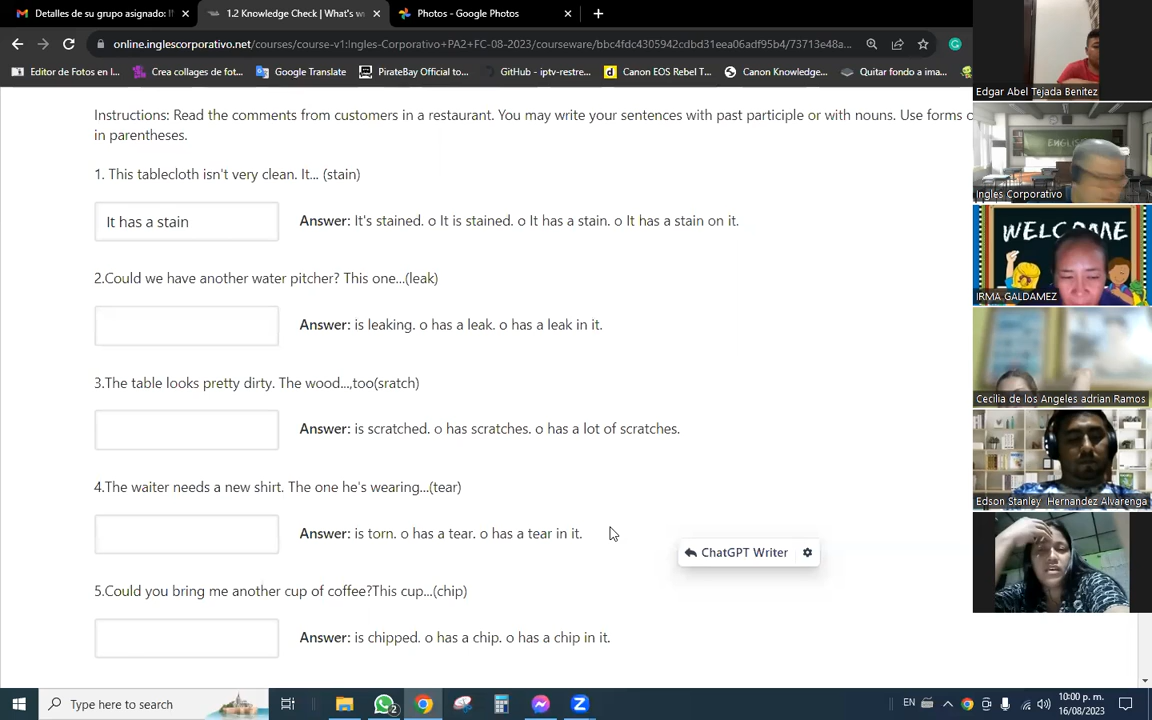 Detalles de su grupo asignado: I
1.2 Knowledge Check | What's w
Photos - Google Photos
online.inglescorporativo.net/courses/course-v1:Ingles-Corporativo+PA2+FC-08-2023/courseware/bbc4fdc4305942cdbd31eea06adf95b4/73713e48a...
Editor de Fotos en l...
Crea collages de fot...
Google Translate
PirateBay Official to...
GitHub - iptv-restre...
Canon EOS Rebel T...
Canon Knowledge...
Quitar fondo a ima...
Instructions: Read the comments from customers in a restaurant. You may write your sentences with past participle or with nouns. Use forms o
in parentheses.
1. This tablecloth isn't very clean. It... (stain)
It has a stain
Answer: It's stained. o It is stained. o It has a stain. o It has a stain on it.
2.Could we have another water pitcher? This one...(leak)
Answer: is leaking. o has a leak. o has a leak in it.
3.The table looks pretty dirty. The wood...,too(sratch)
Answer: is scratched. o has scratches. o has a lot of scratches.
4.The waiter needs a new shirt. The one he's wearing...(tear)
Answer: is torn. o has a tear. o has a tear in it.
ChatGPT Writer
5.Could you bring me another cup of coffee?This cup...(chip)
Answer: is chipped. o has a chip. o has a chip in it.
Edgar Abel Tejada Benitez
ENGLISH
Ingles Corporativo
WELCOME
IRMA GALDAMEZ
Cecilia de los Angeles adrian Ramos
Edson Stanley Hernandez Alvarenga
Type here to search
2
EN
10:00 p. m.
16/08/2023